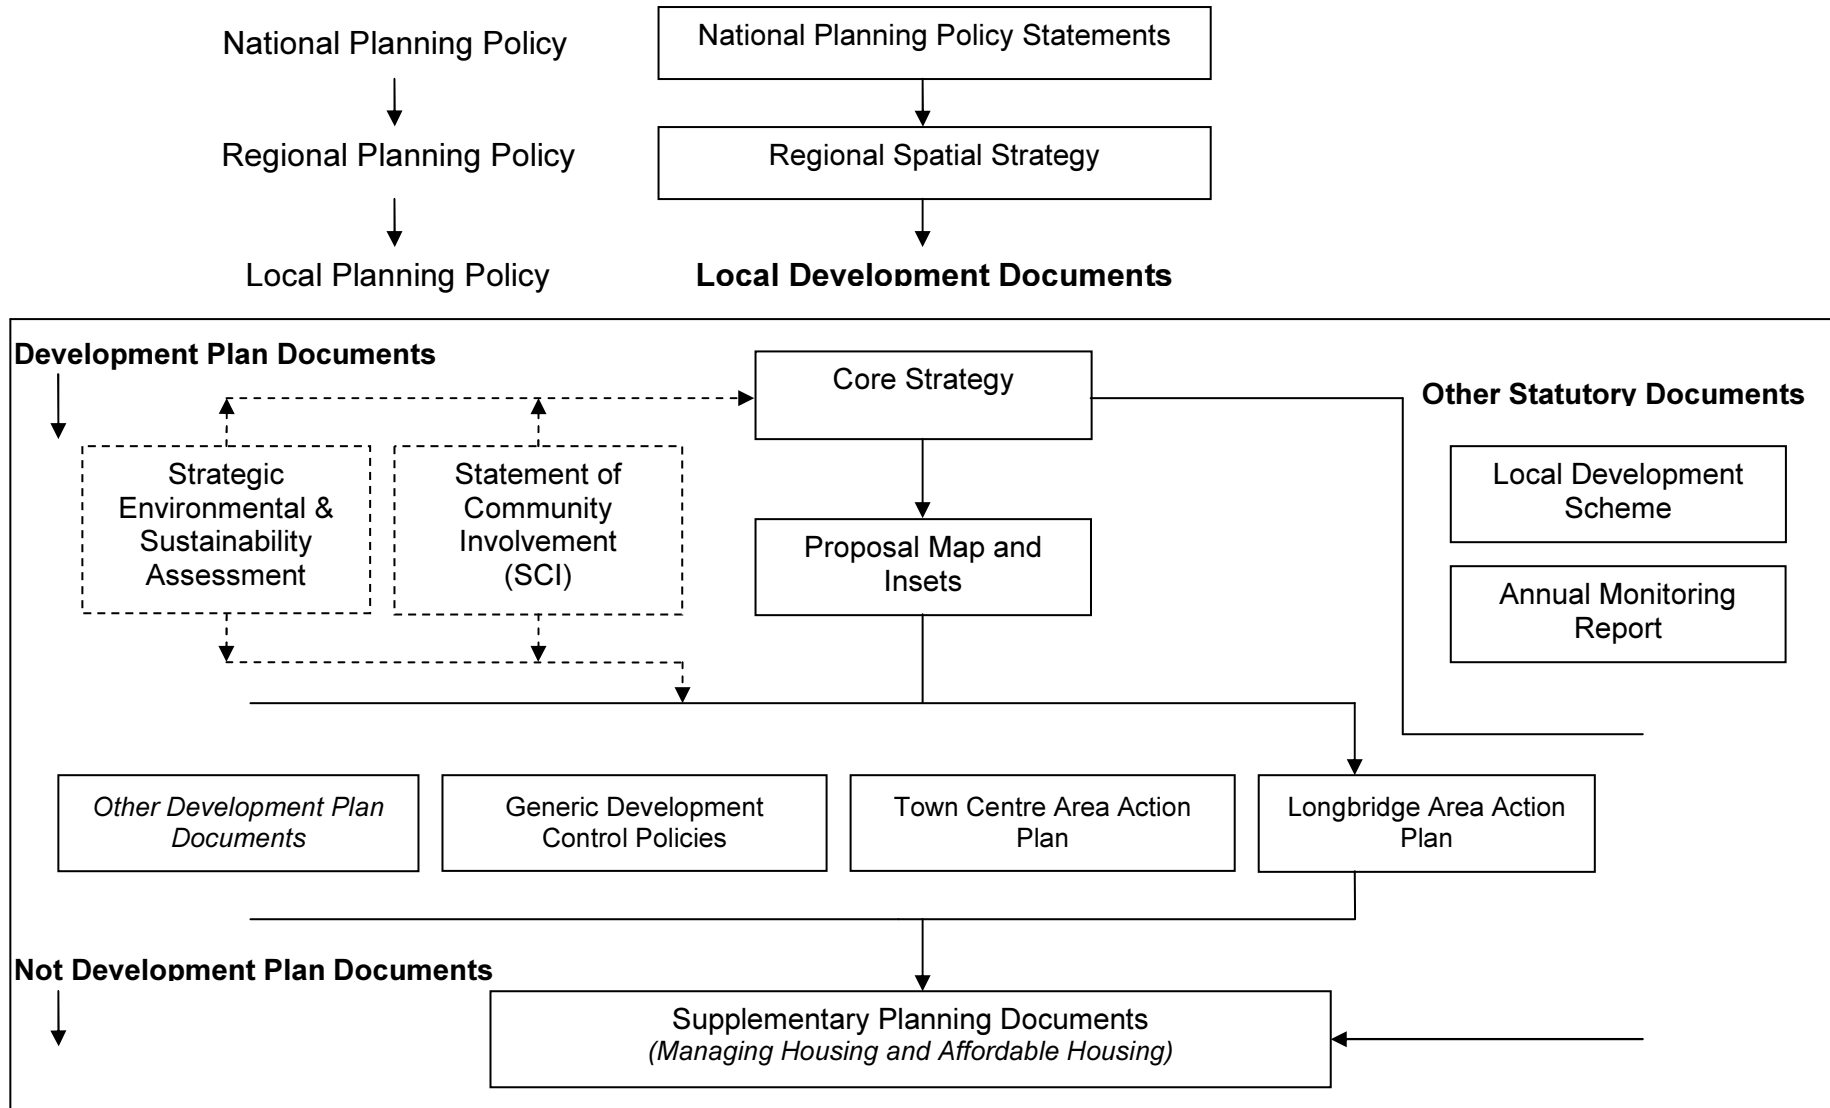 National Planning Policy
National Planning Policy Statements
Regional Planning Policy
Regional Spatial Strategy
Local Planning Policy
Local Development Documents
Development Plan Documents
Core Strategy
Other Statutory Documents
Strategic
Environmental &
Sustainability
Assessment
Statement of
Community
Involvement
(SCI)
Local Development
Scheme
Proposal Map and
Insets
Annual Monitoring
Report
Other Development Plan
Documents
Generic Development
Control Policies
Town Centre Area Action
Plan
Longbridge Area Action
Plan
Not Development Plan Documents
Supplementary Planning Documents
(Managing Housing and Affordable Housing)